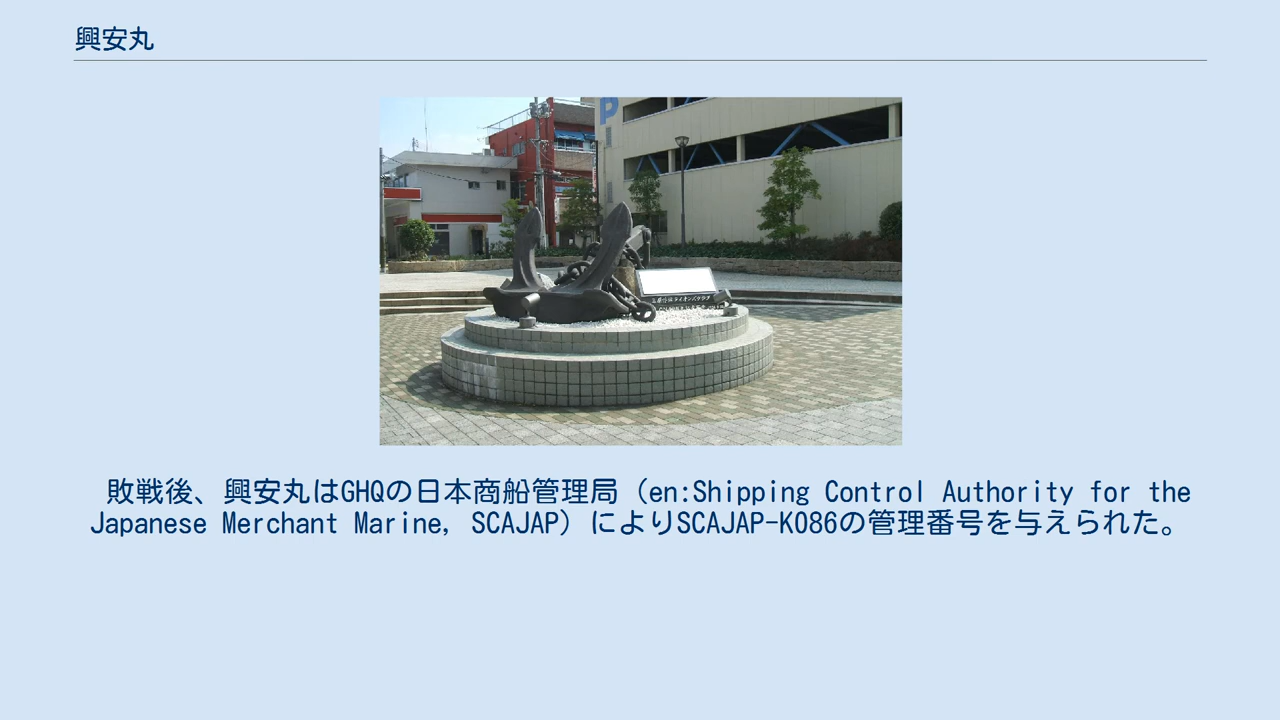 興安丸
P
敗戦後、興安丸はGHQの日本商船管理局（en:Shipping Control Authority for the
Japanese Merchant Marine, SCAJAP）によりSCAJAP-K086の管理番号を与えられた。